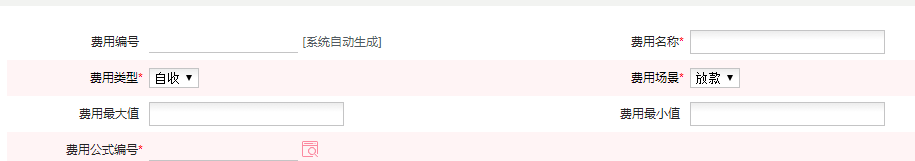 费用编号 [系统自动生成] 费用名称*
费用类型* 自收 ▼ 费用场景* 放款 ▼
费用最大值 费用最小值
费用公式编号*